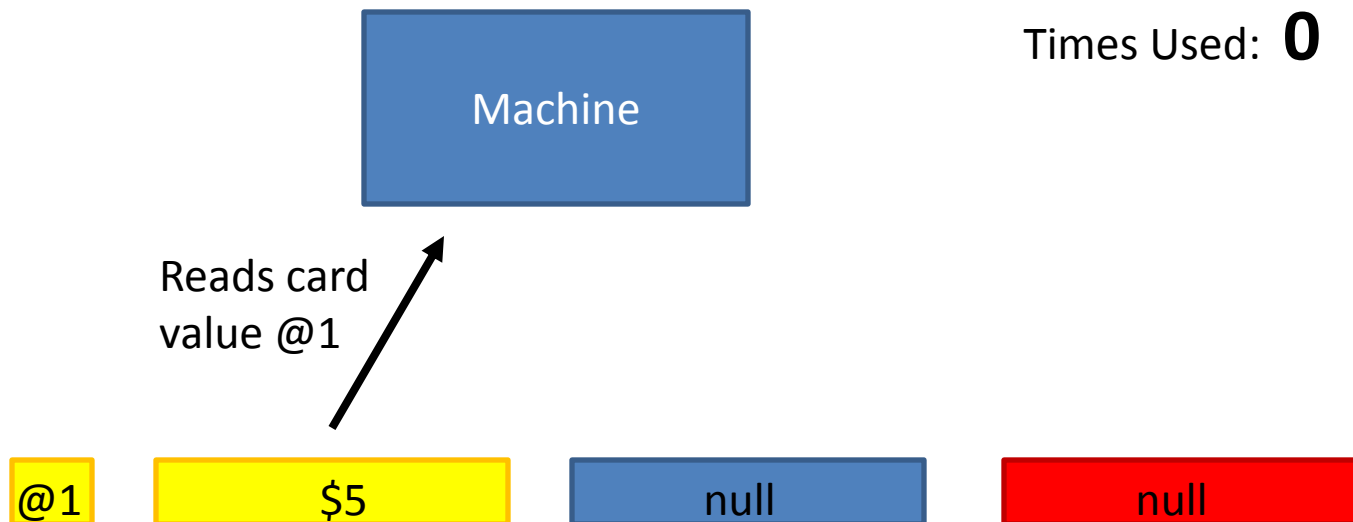 Times Used: 0
Machine
Reads card
value @1
@1 $5 null null